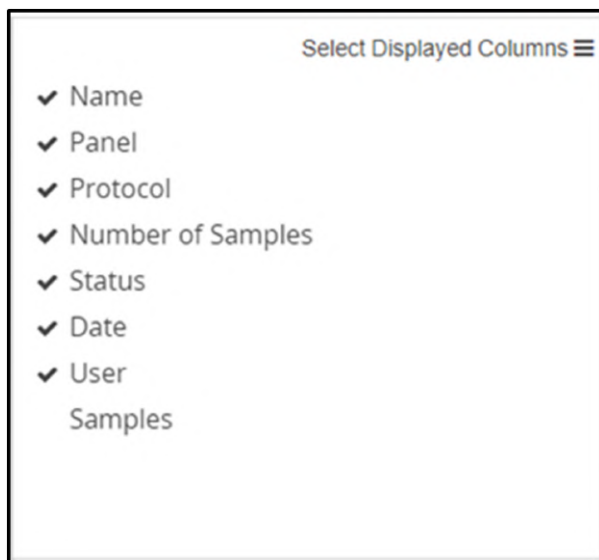 Select Displayed Columns
Name
Panel
Protocol
Number of Samples
Status
Date
User
Samples